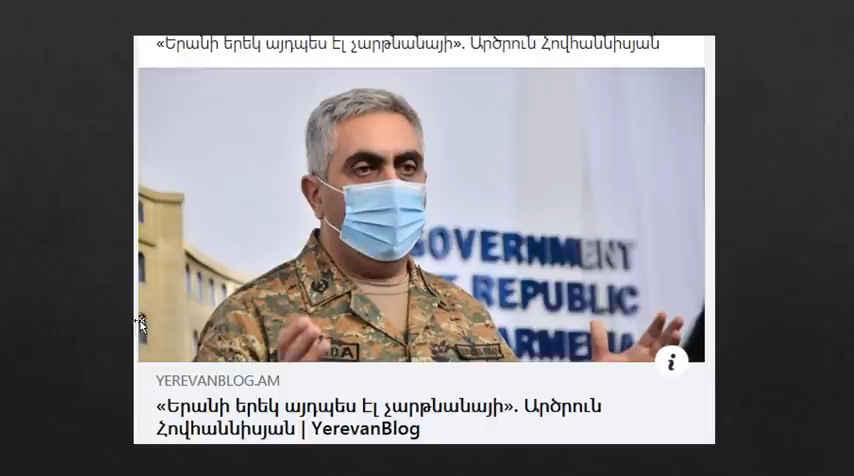 «Երանի երեկ այդպես էլ չարթնանայի». Արծրուն Հովհաննիսյան
GOVERNMENT
REPUBLIC
ARMENIA
YEREVANBLOG.AM
«Երանի երեկ այդպես էլ չարթնանայի». Արծրուն
Հովհաննիսյան | YerevanBlog